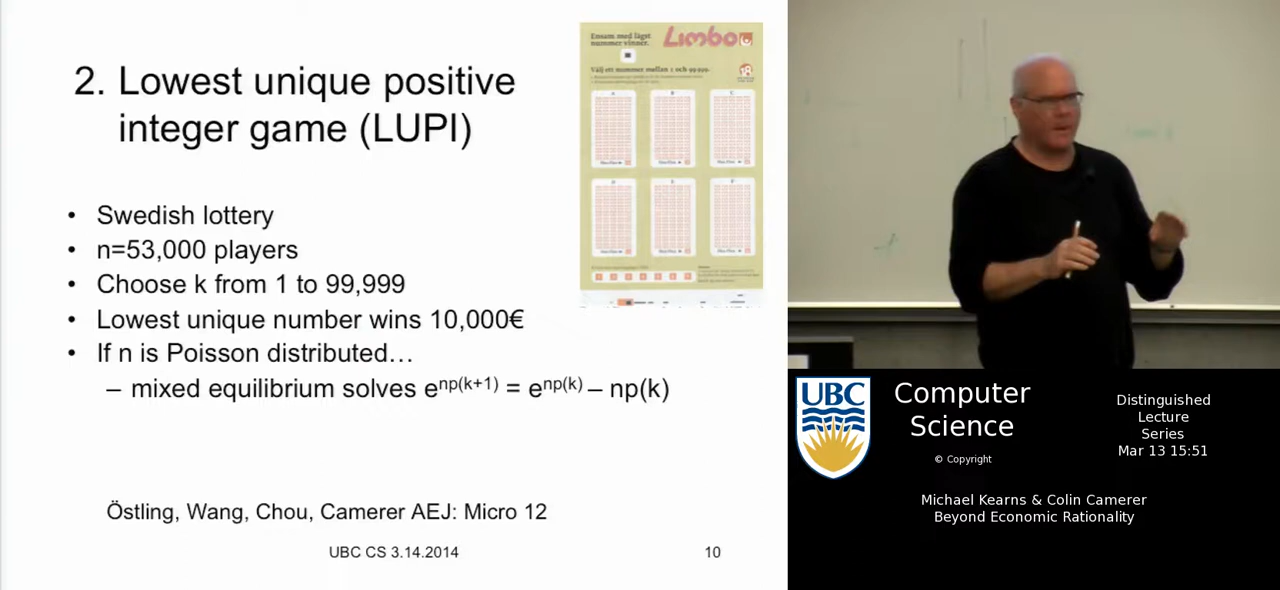 2. Lowest unique positive
integer game (LUPI)
Ensam med lägst
nummer vinner.
Limbo
Välj ett nummer mellan 1 och 99 999.
• Swedish lottery
• n=53,000 players
• Choose k from 1 to 99,999
• Lowest unique number wins 10,000€
• If n is Poisson distributed…
– mixed equilibrium solves e^np(k+1) = e^np(k) – np(k)
Östling, Wang, Chou, Camerer AEJ: Micro 12
UBC CS 3.14.2014
10
UBC
Computer
Science
© Copyright
Distinguished
Lecture
Series
Mar 13 15:51
Michael Kearns & Colin Camerer
Beyond Economic Rationality